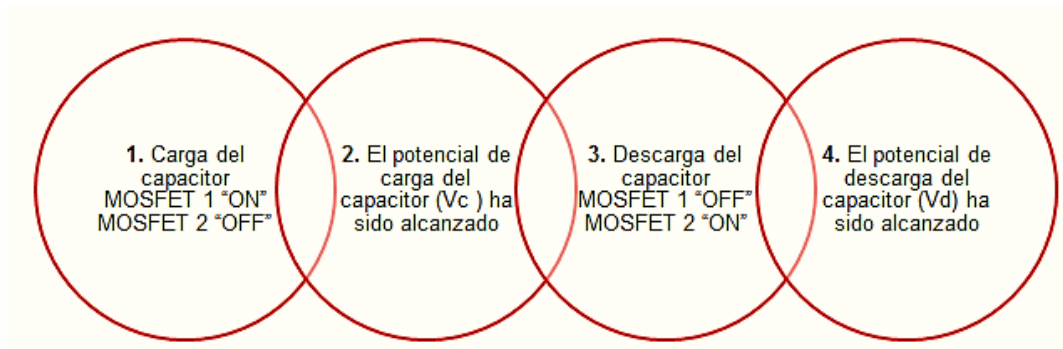 1. Carga del
capacitor
MOSFET 1 “ON”
MOSFET 2 “OFF”
2. El potencial de
carga del
capacitor (Vc ) ha
sido alcanzado
3. Descarga del
capacitor
MOSFET 1 “OFF”
MOSFET 2 “ON”
4. El potencial de
descarga del
capacitor (Vd) ha
sido alcanzado